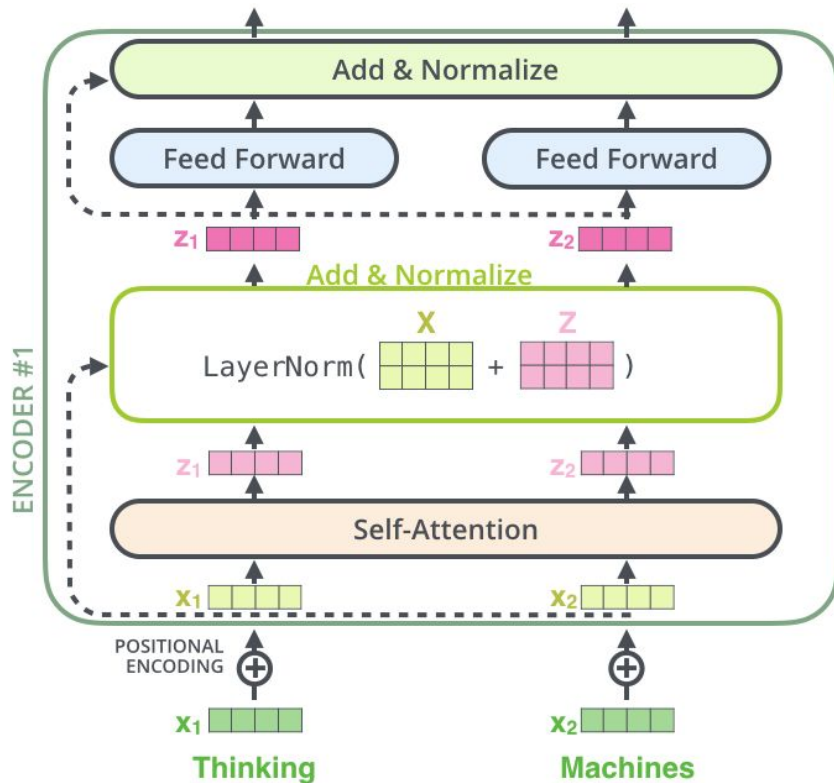 Add & Normalize
Feed Forward Feed Forward
z1 z2
Add & Normalize
X Z
LayerNorm( + )
ENCODER #1
z1 z2
Self-Attention
x1 x2
POSITIONAL
ENCODING
x1 x2
Thinking Machines